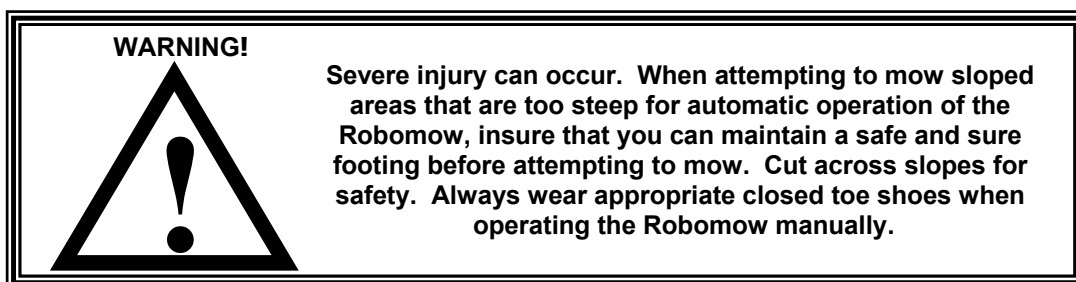 WARNING!
Severe injury can occur.  When attempting to mow sloped
areas that are too steep for automatic operation of the
Robomow, insure that you can maintain a safe and sure
footing before attempting to mow.  Cut across slopes for
safety.  Always wear appropriate closed toe shoes when
operating the Robomow manually.